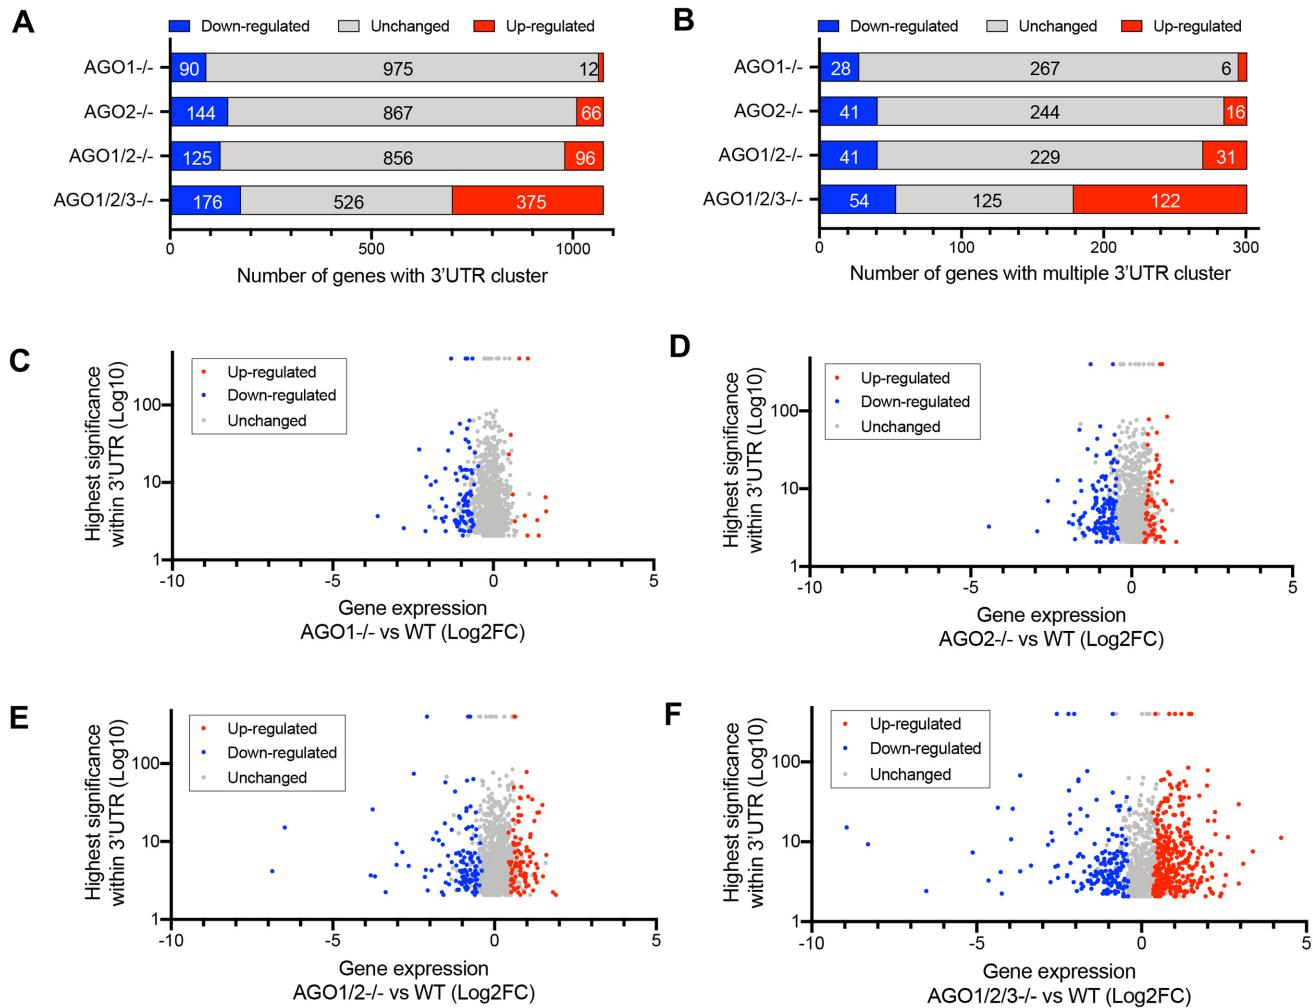 A
Down-regulated Unchanged Up-regulated
AGO1-/- 90 975 12
AGO2-/- 144 867 66
AGO1/2-/- 125 856 96
AGO1/2/3-/- 176 526 375
0 500 1000
Number of genes with 3’UTR cluster
B
Down-regulated Unchanged Up-regulated
AGO1-/- 28 267 6
AGO2-/- 41 244 16
AGO1/2-/- 41 229 31
AGO1/2/3-/- 54 125 122
0 100 200 300
Number of genes with multiple 3’UTR cluster
C
Highest significance
within 3’UTR (Log10)
Up-regulated
Down-regulated
Unchanged
100
10
1
-10 -5 0 5
Gene expression
AGO1-/- vs WT (Log2FC)
D
Highest significance
within 3’UTR (Log10)
Up-regulated
Down-regulated
Unchanged
100
10
1
-10 -5 0 5
Gene expression
AGO2-/- vs WT (Log2FC)
E
Highest significance
within 3’UTR (Log10)
Up-regulated
Down-regulated
Unchanged
100
10
1
-10 -5 0 5
Gene expression
AGO1/2-/- vs WT (Log2FC)
F
Highest significance
within 3’UTR (Log10)
Up-regulated
Down-regulated
Unchanged
100
10
1
-10 -5 0 5
Gene expression
AGO1/2/3-/- vs WT (Log2FC)